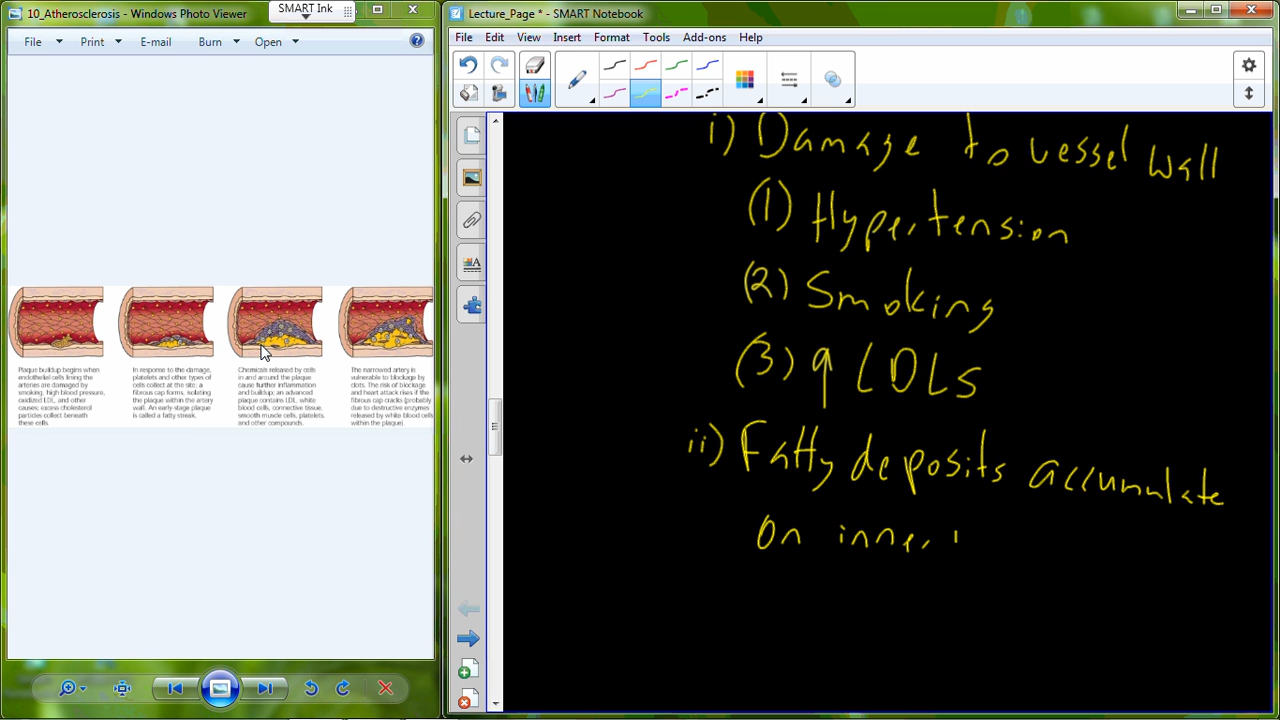 10_Atherosclerosis - Windows Photo Viewer
SMART Ink
File Print E-mail Burn Open
Plaque buildup begins when
endothelial cells lining the
arteries are damaged by
smoking, high blood pressure,
oxidized LDL, and other
causes; excess cholesterol
particles collect beneath
these cells.
In response to the damage,
platelets and other types of
cells collect at the site; a
fibrous cap forms, isolating
the plaque within the artery
wall. An early-stage plaque
is called a fatty streak.
Chemicals released by cells
in and around the plaque
cause further inflammation
and buildup; an advanced
plaque contains LDL, white
blood cells, connective tissue,
smooth muscle cells, platelets,
and other compounds.
The narrowed artery is
vulnerable to blockage by
clots. The risk of blockage
and heart attack rises if the
fibrous cap cracks (probably
due to destructive enzymes
released by white blood cells
within the plaque).
Lecture_Page * - SMART Notebook
File Edit View Insert Format Tools Add-ons Help
i) Damage to vessel wall
(1) Hypertension
(2) Smoking
(3) ↑ LDLs
ii) Fatty deposits accumulate
on inner